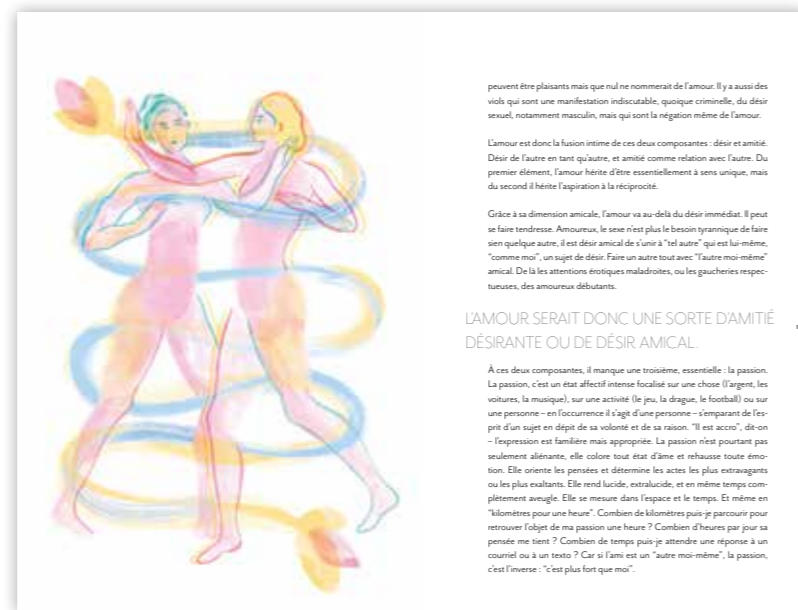 peuvent être plaisants mais que nul ne nommerait de l'amour. Il y a aussi des
viols qui sont une manifestation indiscutable, quoique criminelle, du désir
sexuel, notamment masculin, mais qui sont la négation même de l'amour.
L'amour est donc la fusion intime de ces deux composantes : désir et amitié.
Désir de l'autre en tant qu'autre, et amitié comme relation avec l'autre. Du
premier élément, l'amour hérite d'être essentiellement à sens unique, mais
du second il hérite l'aspiration à la réciprocité.
Grâce à sa dimension amicale, l'amour va au-delà du désir immédiat. Il peut
se faire tendresse. Amoureux, le sexe n'est plus le besoin tyrannique de faire
sien quelque autre, il est désir amical de s'unir à "tel autre" qui est lui-même,
"comme moi", un sujet de désir. Faire un autre tout avec "l'autre moi-même"
amical. De là les attentions érotiques maladroites, ou les gaucheries respec-
tueuses, des amoureux débutants.
L'AMOUR SERAIT DONC UNE SORTE D'AMITIÉ
DÉSIRANTE OU DE DÉSIR AMICAL.
À ces deux composantes, il manque une troisième, essentielle : la passion.
La passion, c'est un état affectif intense focalisé sur une chose (l'argent, les
voitures, la musique), sur une activité (le jeu, la drague, le football) ou sur
une personne – en l'occurrence il s'agit d'une personne – s'emparant de l'es-
prit d'un sujet en dépit de sa volonté et de sa raison. "Il est accro", dit-on
– l'expression est familière mais appropriée. La passion n'est pourtant pas
seulement aliénante, elle colore tout état d'âme et rehausse toute émo-
tion. Elle oriente les pensées et détermine les actes les plus extravagants
ou les plus exaltants. Elle rend lucide, extralucide, et en même temps com-
plètement aveugle. Elle se mesure dans l'espace et le temps. Et même en
"kilomètres pour une heure". Combien de kilomètres puis-je parcourir pour
retrouver l'objet de ma passion une heure ? Combien d'heures par jour sa
pensée me tient ? Combien de temps puis-je attendre une réponse à un
courriel ou à un texto ? Car si l'ami est un "autre moi-même", la passion,
c'est l'inverse : "c'est plus fort que moi".